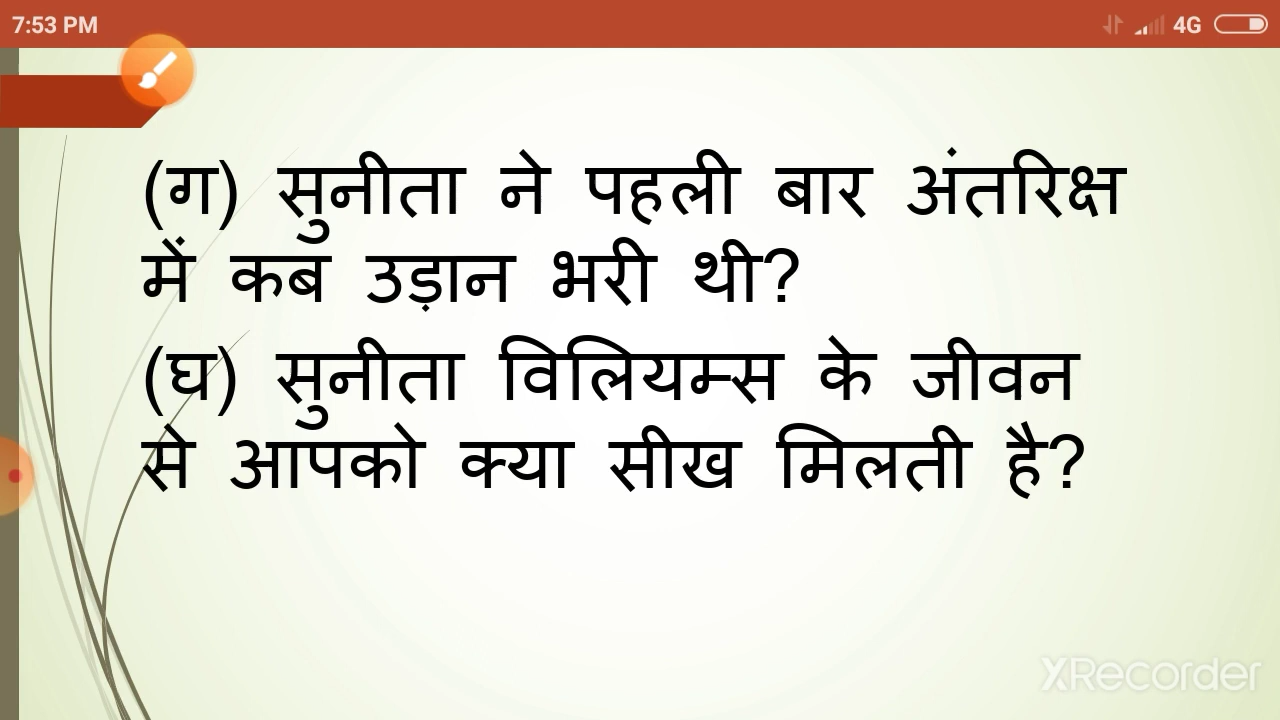 7:53 PM
4G
(ग) सुनीता ने पहली बार अंतरिक्ष
में कब उड़ान भरी थी?
(घ) सुनीता विलियम्स के जीवन
से आपको क्या सीख मिलती है?
XRecorder